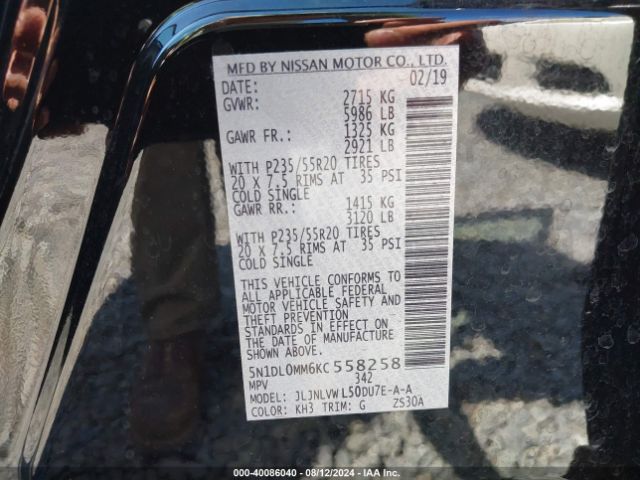 MFD BY NISSAN MOTOR CO., LTD.
DATE: 02/19
GVWR: 2715 KG
5986 LB
GAWR FR.: 1325 KG
2921 LB
WITH P235/55R20 TIRES
20 X 7.5 RIMS AT 35 PSI
COLD SINGLE
GAWR RR.: 1415 KG
3120 LB
WITH P235/55R20 TIRES
20 X 7.5 RIMS AT 35 PSI
COLD SINGLE
THIS VEHICLE CONFORMS TO
ALL APPLICABLE FEDERAL
MOTOR VEHICLE SAFETY AND
THEFT PREVENTION
STANDARDS IN EFFECT ON
THE DATE OF MANUFACTURE
SHOWN ABOVE.
5N1DL0MM6KC 558258
MPV 342
MODEL: JLJNLVW L50DU7E-A-A
COLOR: KH3 TRIM: G ZS30A
000-40086040 - 08/12/2024 - IAA Inc.